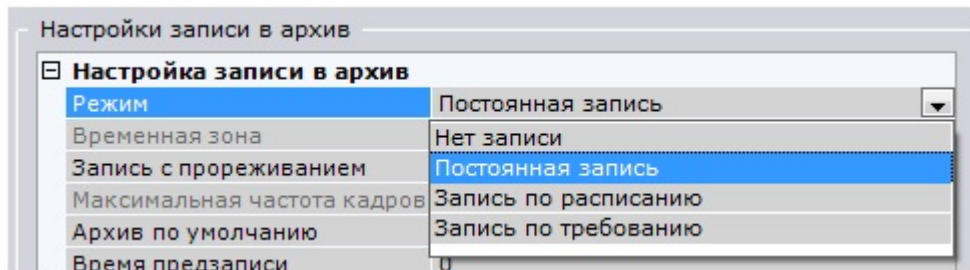 Настройки записи в архив
Настройка записи в архив
Режим Постоянная запись
Временная зона Нет записи
Запись с прореживанием Постоянная запись
Максимальная частота кадров Запись по расписанию
Архив по умолчанию Запись по требованию
Время предзаписи 0